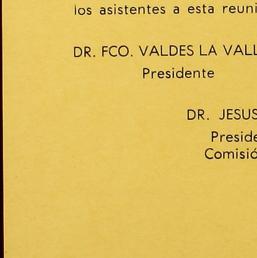 los asistentes a esta reuni
DR. FCO. VALDES LA VALL
Presidente
DR. JESUS
Preside
Comisió